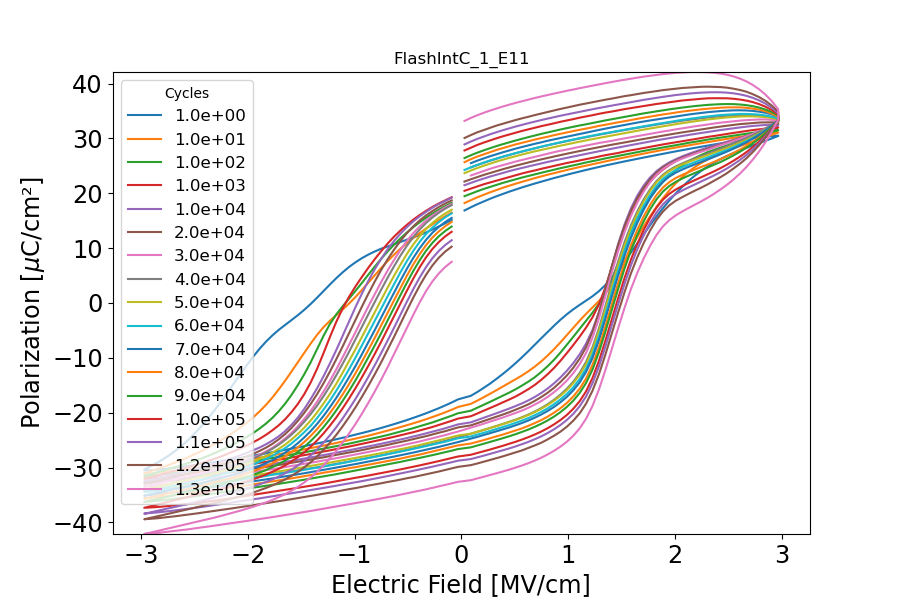 FlashIntC_1_E11
Polarization [μC/cm²]
40
30
20
10
0
−10
−20
−30
−40
Cycles
1.0e+00
1.0e+01
1.0e+02
1.0e+03
1.0e+04
2.0e+04
3.0e+04
4.0e+04
5.0e+04
6.0e+04
7.0e+04
8.0e+04
9.0e+04
1.0e+05
1.1e+05
1.2e+05
1.3e+05
−3 −2 −1 0 1 2 3
Electric Field [MV/cm]